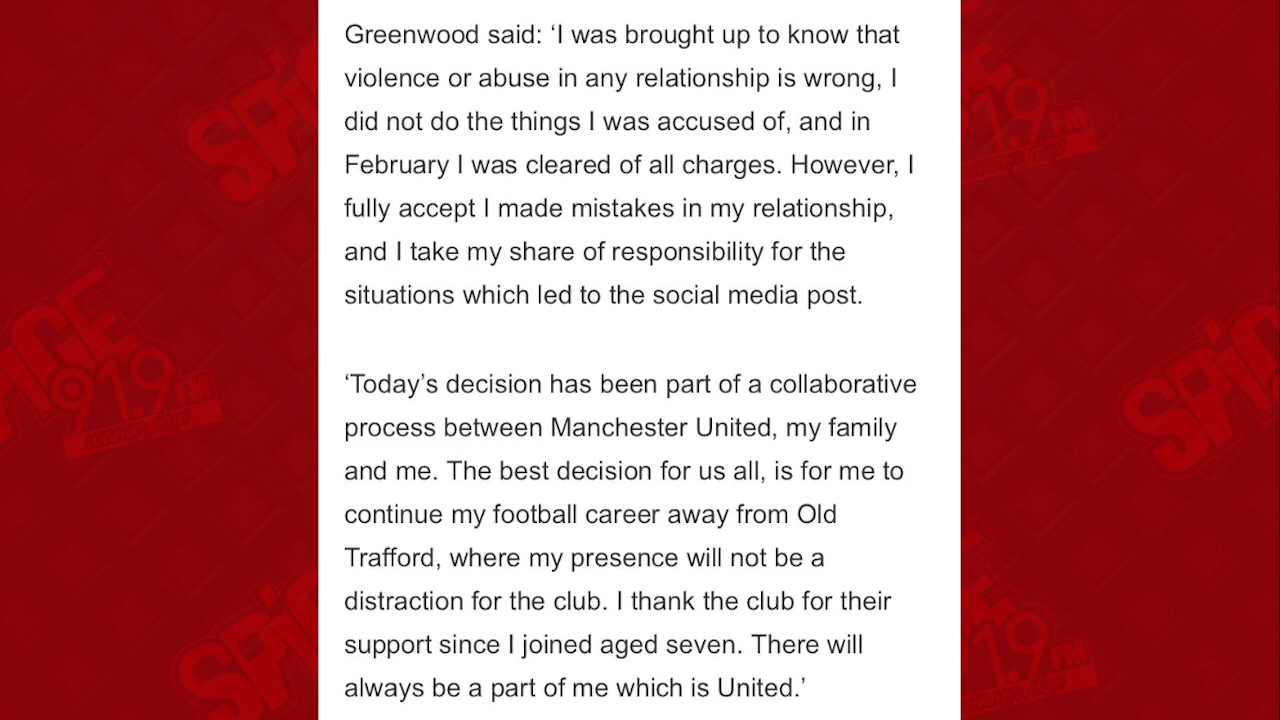 Greenwood said: ‘I was brought up to know that
violence or abuse in any relationship is wrong, I
did not do the things I was accused of, and in
February I was cleared of all charges. However, I
fully accept I made mistakes in my relationship,
and I take my share of responsibility for the
situations which led to the social media post.
‘Today’s decision has been part of a collaborative
process between Manchester United, my family
and me. The best decision for us all, is for me to
continue my football career away from Old
Trafford, where my presence will not be a
distraction for the club. I thank the club for their
support since I joined aged seven. There will
always be a part of me which is United.’
SPICE
91.9 FM